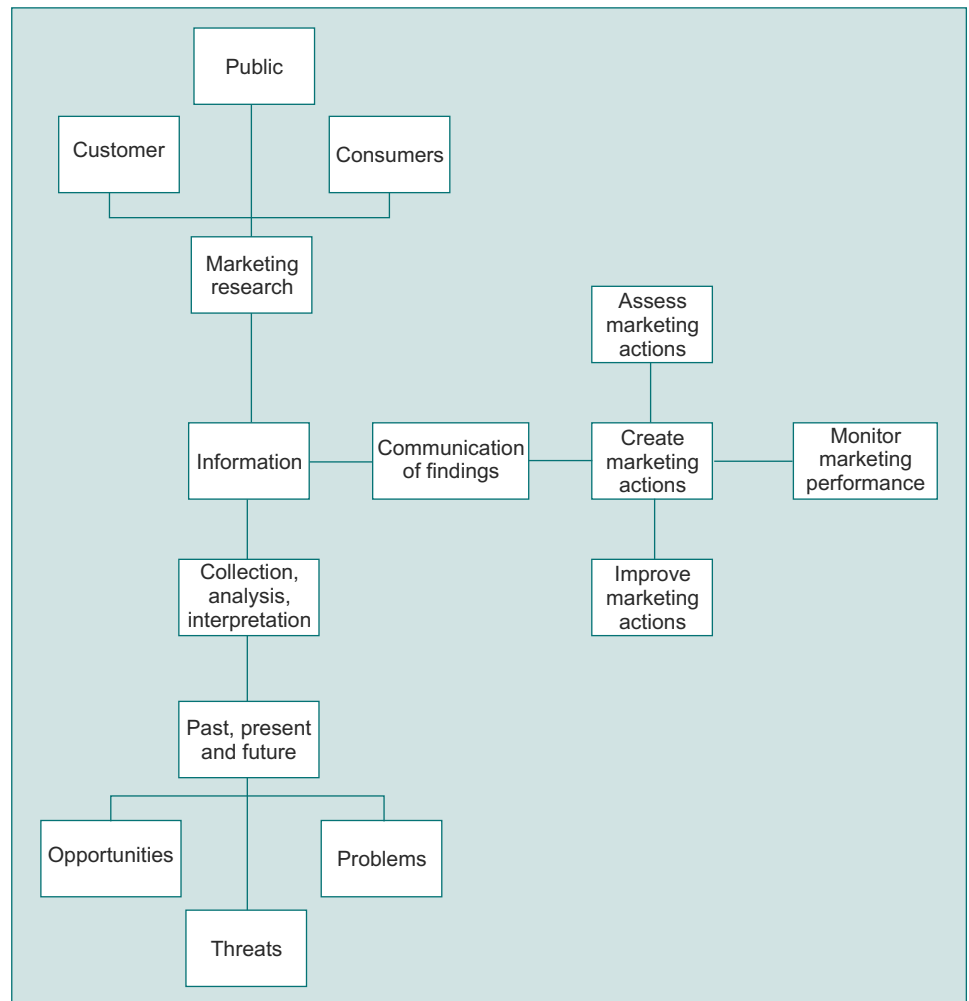 Public
Customer
Consumers
Marketing
research
Assess
marketing
actions
Information
Communication
of findings
Create
marketing
actions
Monitor
marketing
performance
Collection,
analysis,
interpretation
Improve
marketing
actions
Past, present
and future
Opportunities
Problems
Threats